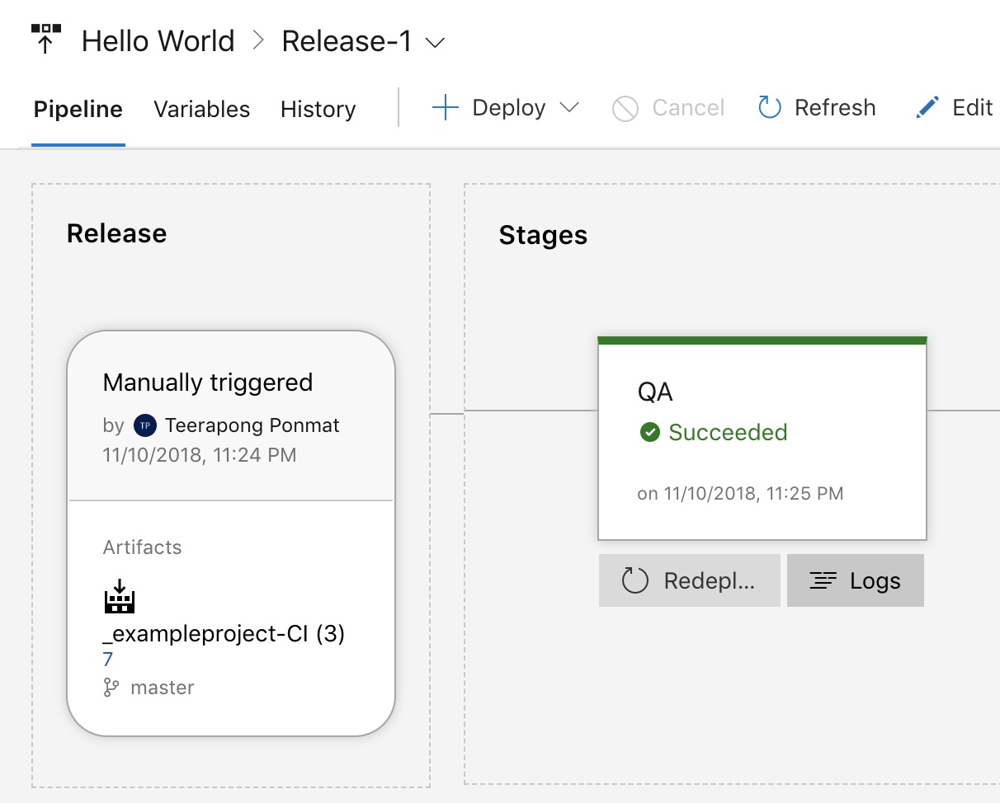 Hello World > Release-1
Pipeline Variables History Deploy Cancel Refresh Edit
Release
Manually triggered
by TP Teerapong Ponmat
11/10/2018, 11:24 PM
Artifacts
_exampleproject-CI (3)
7
master
Stages
QA
Succeeded
on 11/10/2018, 11:25 PM
Redepl... Logs